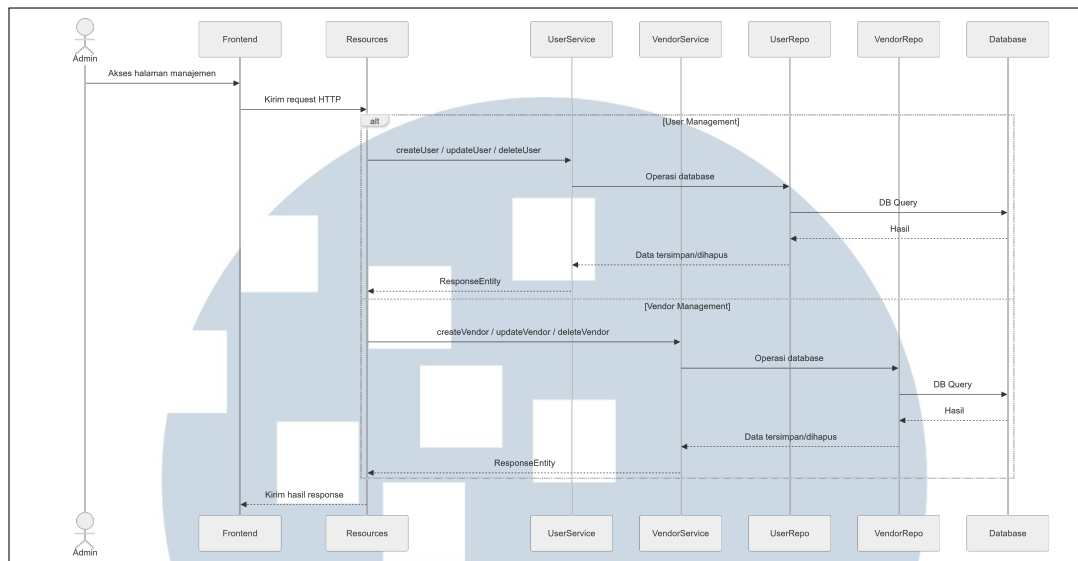 Admin
Frontend
Resources
UserService
VendorService
UserRepo
VendorRepo
Database
Akses halaman manajemen
Kirim request HTTP
alt
[User Management]
createUser / updateUser / deleteUser
Operasi database
DB Query
Hasil
Data tersimpan/dihapus
ResponseEntity
[Vendor Management]
createVendor / updateVendor / deleteVendor
Operasi database
DB Query
Hasil
Data tersimpan/dihapus
ResponseEntity
Kirim hasil response
Admin
Frontend
Resources
UserService
VendorService
UserRepo
VendorRepo
Database